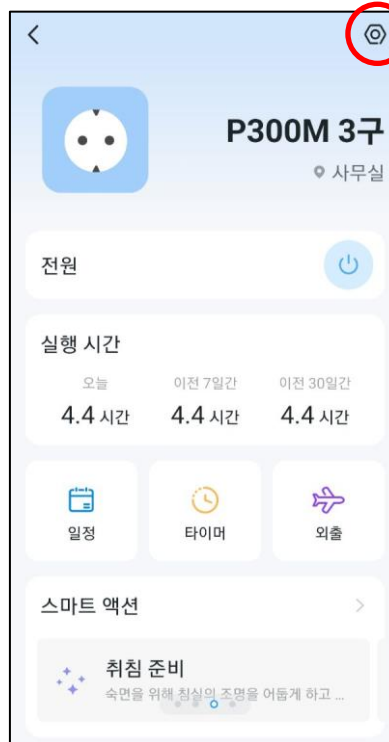 P300M 3구
사무실
전원
실행 시간
오늘 이전 7일간 이전 30일간
4.4 시간 4.4 시간 4.4 시간
일정 타이머 외출
스마트 액션
취침 준비
숙면을 위해 침실의 조명을 어둡게 하고 ...